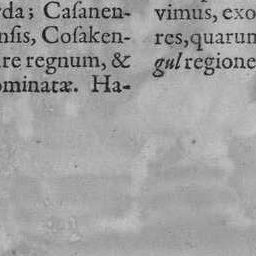 rda; Caſanen-
nſis, Coſaken-
re regnum, &
ominatæ. Ha-
vimus, exo
res, quarum
gul regione